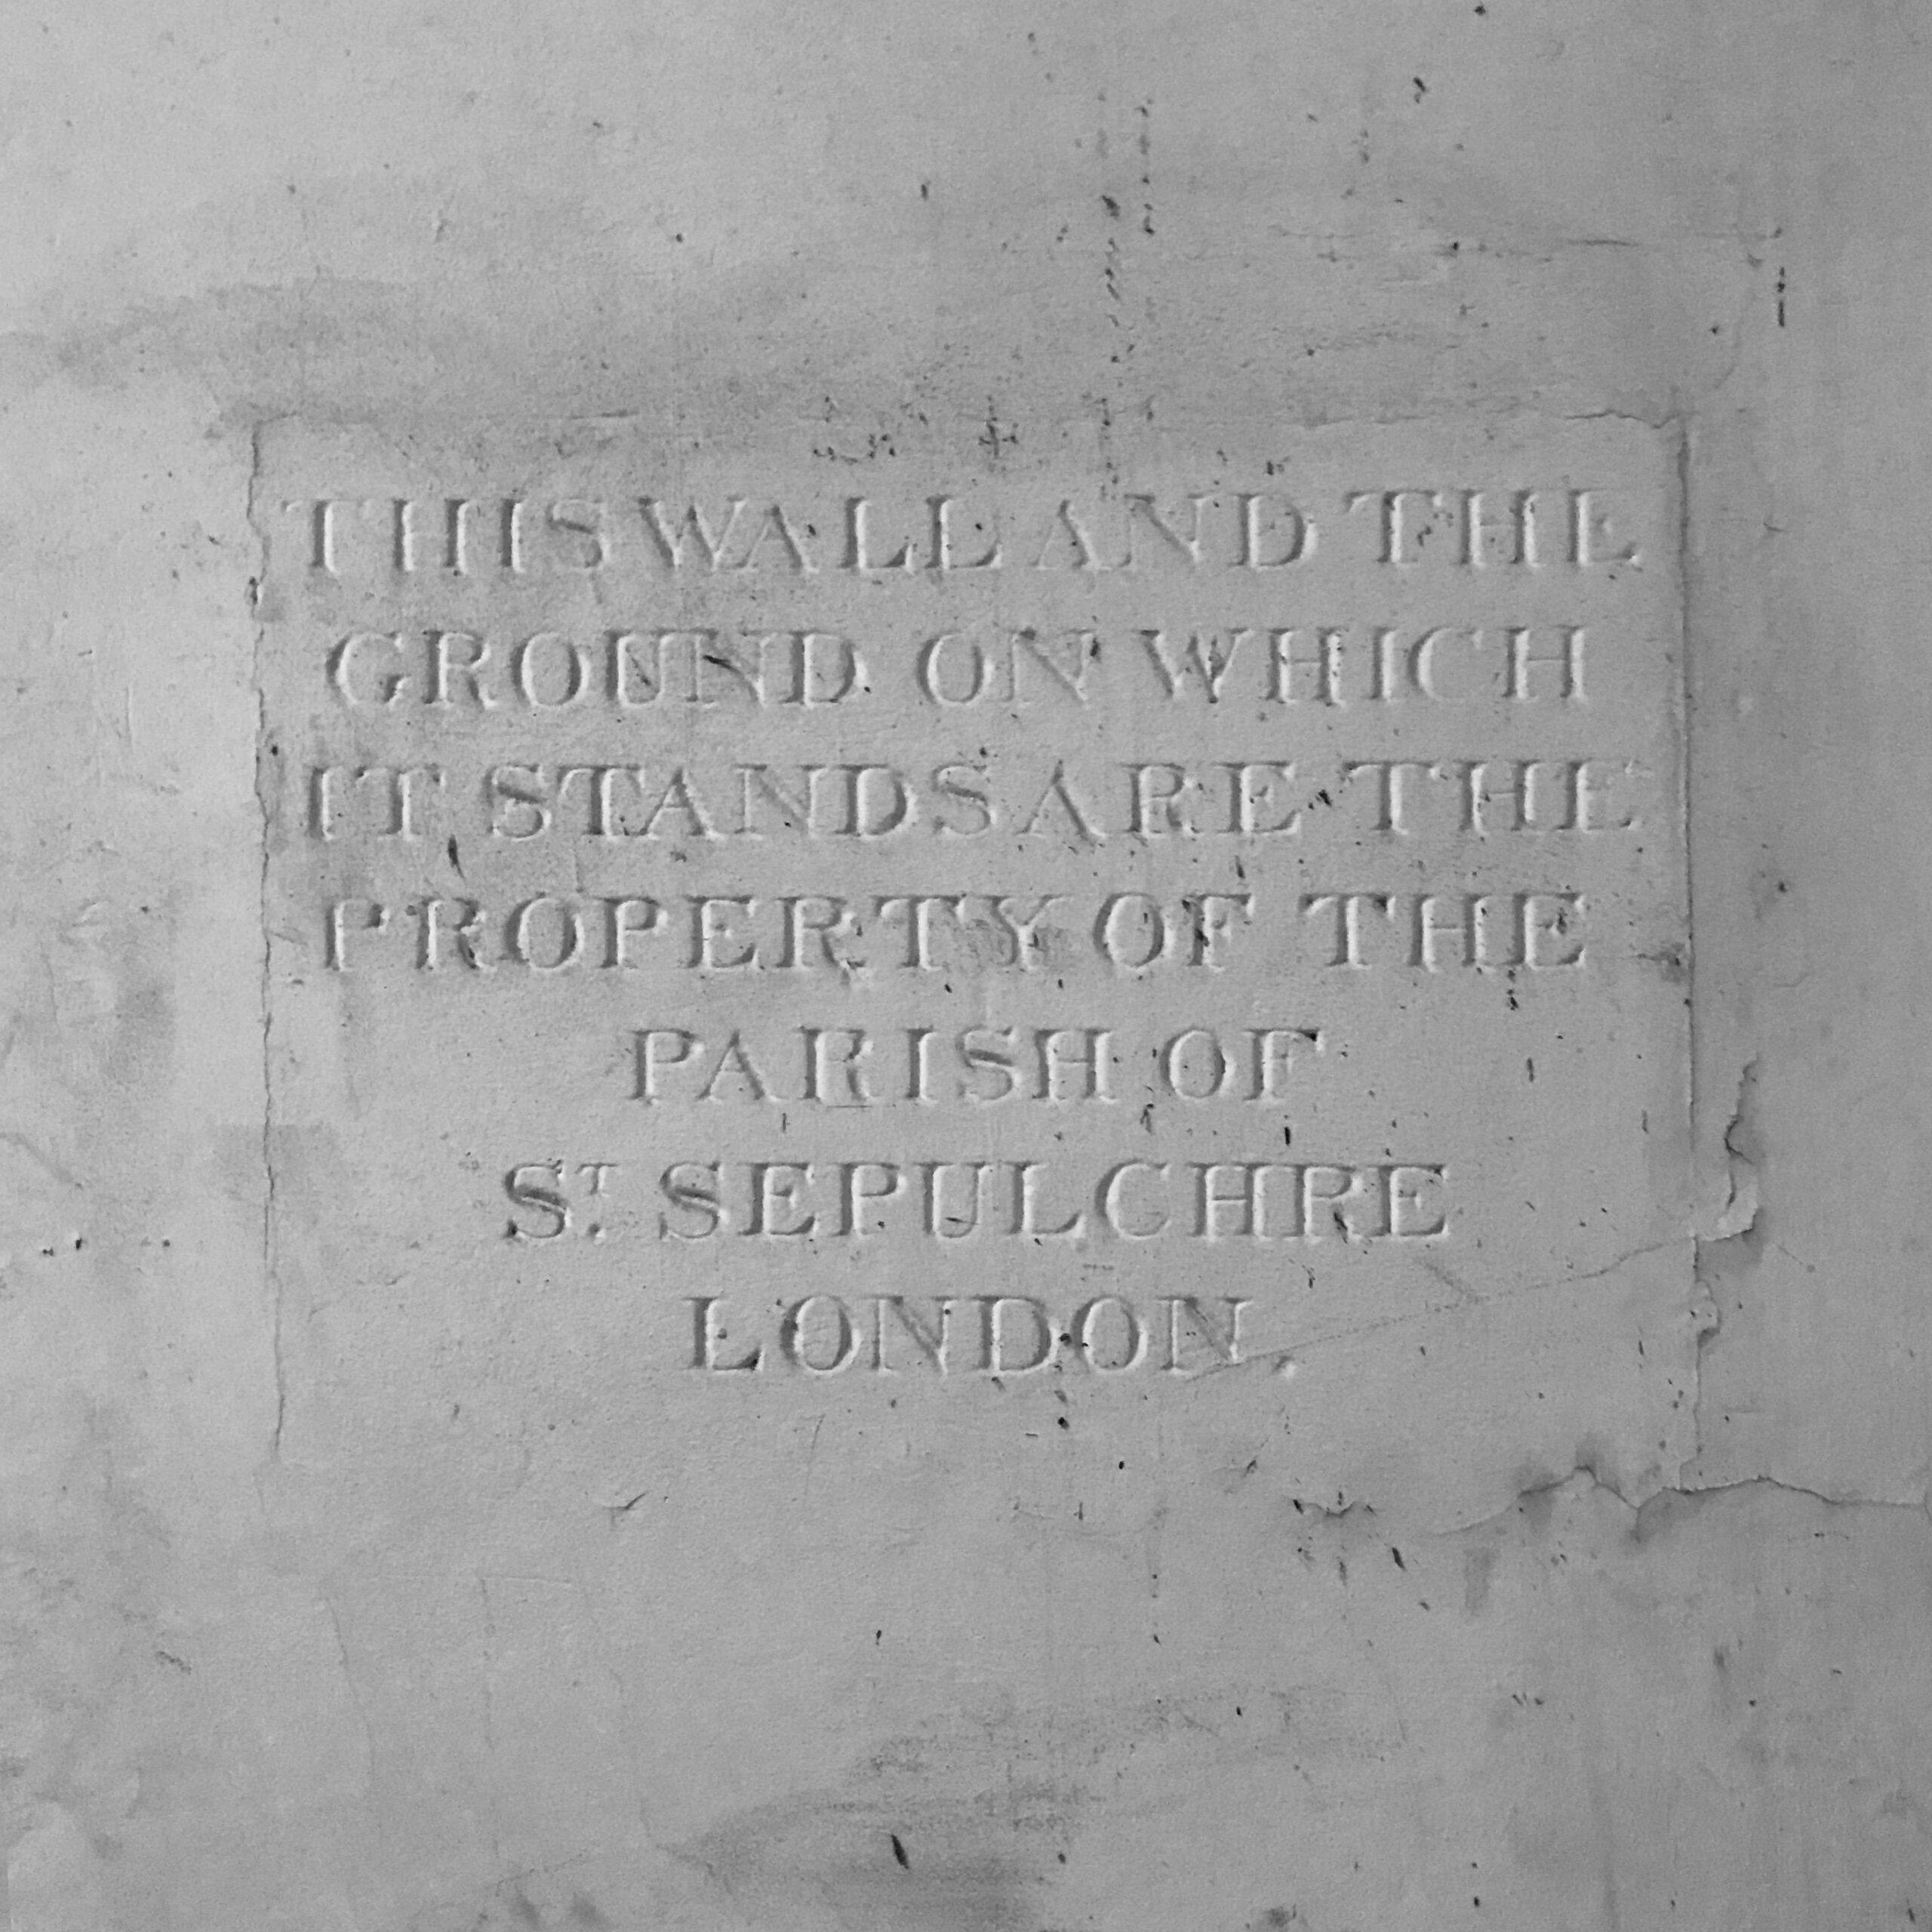 THIS WALL AND THE
GROUND ON WHICH
IT STANDS ARE THE
PROPERTY OF THE
PARISH OF
ST. SEPULCHRE
LONDON.